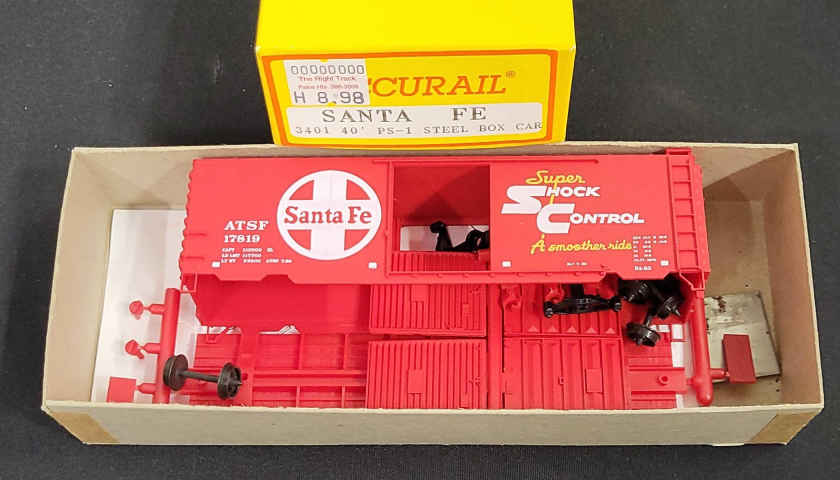 00000000
The Right Track
H 8.98
CCURAIL®
SANTA FE
3401 40' PS-1 STEEL BOX CAR
Santa Fe
ATSF
17819
Super
SHOCK
CONTROL
A smoother ride